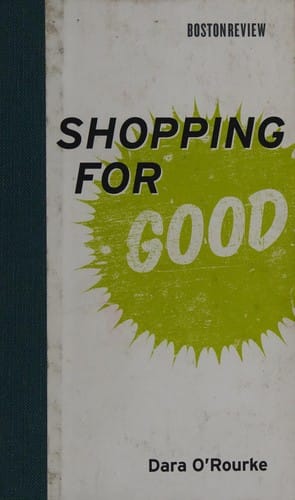 BOSTONREVIEW
SHOPPING
FOR
GOOD
Dara O'Rourke